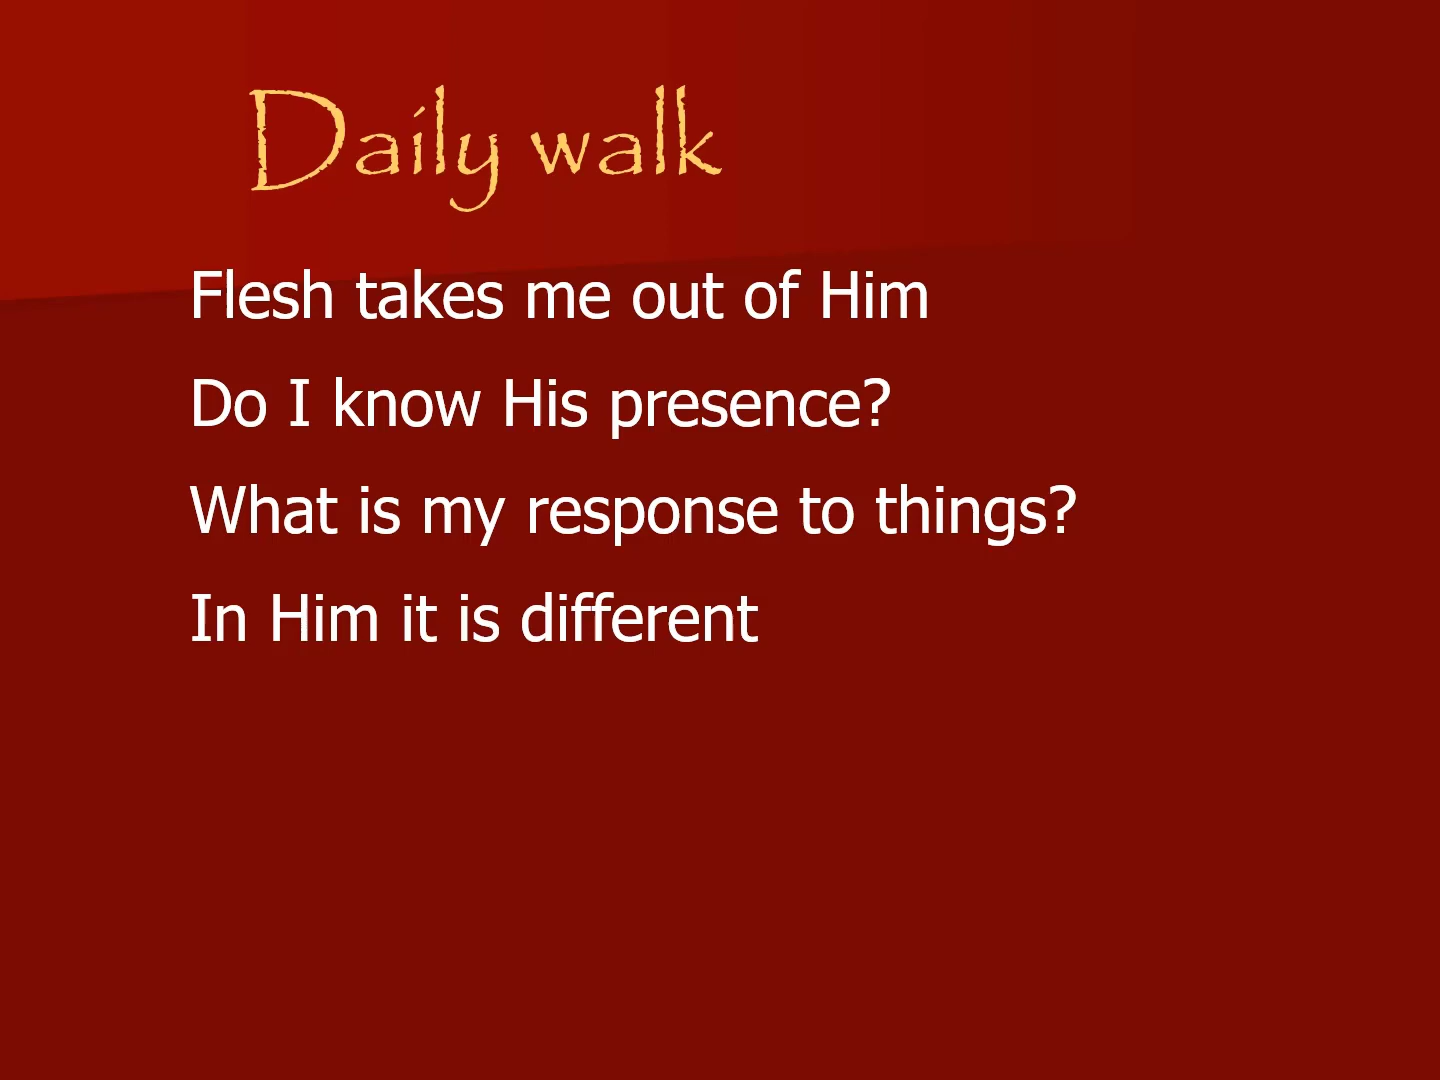 Daily walk
Flesh takes me out of Him
Do I know His presence?
What is my response to things?
In Him it is different